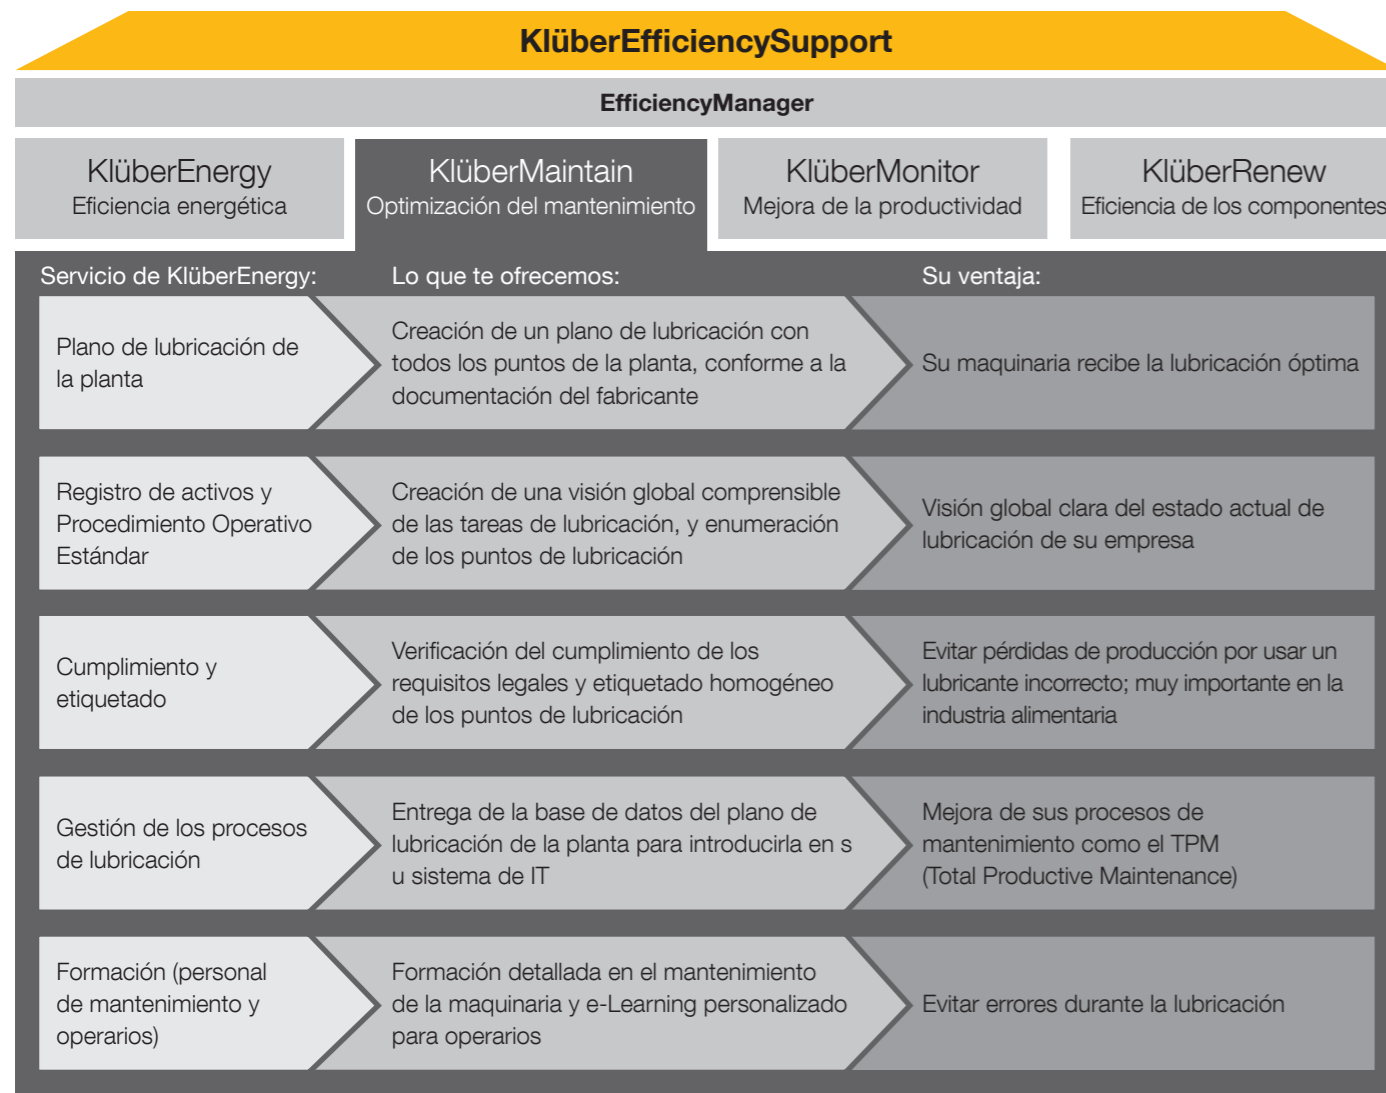 KlüberEfficiencySupport
EfficiencyManager
KlüberEnergy
Eficiencia energética
KlüberMaintain
Optimización del mantenimiento
KlüberMonitor
Mejora de la productividad
KlüberRenew
Eficiencia de los componentes
Servicio de KlüberEnergy:
Lo que te ofrecemos:
Su ventaja:
Plano de lubricación de
la planta
Creación de un plano de lubricación con
todos los puntos de la planta, conforme a la
documentación del fabricante
Su maquinaria recibe la lubricación óptima
Registro de activos y
Procedimiento Operativo
Estándar
Creación de una visión global comprensible
de las tareas de lubricación, y enumeración
de los puntos de lubricación
Visión global clara del estado actual de
lubricación de su empresa
Cumplimiento y
etiquetado
Verificación del cumplimiento de los
requisitos legales y etiquetado homogéneo
de los puntos de lubricación
Evitar pérdidas de producción por usar un
lubricante incorrecto; muy importante en la
industria alimentaria
Gestión de los procesos
de lubricación
Entrega de la base de datos del plano de
lubricación de la planta para introducirla en s
u sistema de IT
Mejora de sus procesos de
mantenimiento como el TPM
(Total Productive Maintenance)
Formación (personal
de mantenimiento y
operarios)
Formación detallada en el mantenimiento
de la maquinaria y e-Learning personalizado
para operarios
Evitar errores durante la lubricación